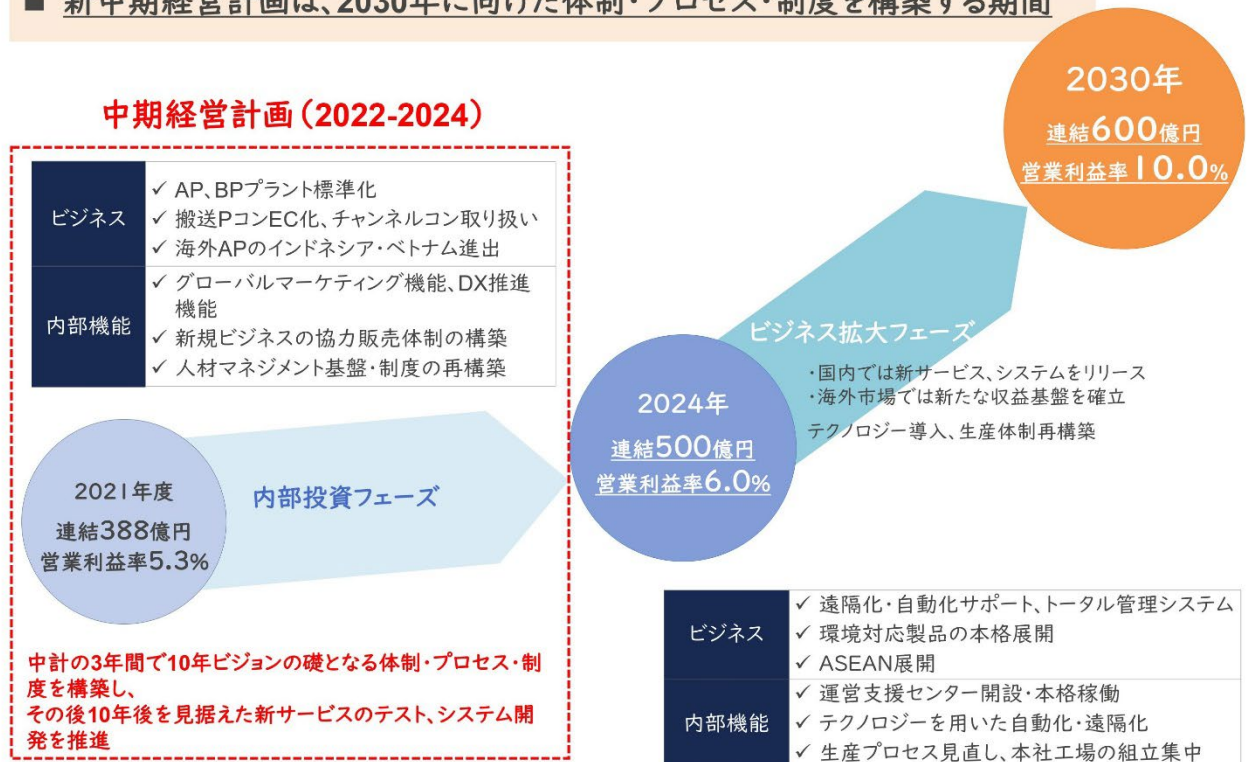 ■ 新中期経営計画は、2030年に向けた体制・プロセス・制度を構築する期間
中期経営計画（2022-2024）
ビジネス
✓ AP、BPプラント標準化
✓ 搬送PコンEC化、チャンネルコン取り扱い
✓ 海外APのインドネシア・ベトナム進出
内部機能
✓ グローバルマーケティング機能、DX推進
機能
✓ 新規ビジネスの協力販売体制の構築
✓ 人材マネジメント基盤・制度の再構築
2021年度
連結388億円
営業利益率5.3%
内部投資フェーズ
中計の3年間で10年ビジョンの礎となる体制・プロセス・制
度を構築し、
その後10年後を見据えた新サービスのテスト、システム開
発を推進
2024年
連結500億円
営業利益率6.0%
ビジネス拡大フェーズ
・国内では新サービス、システムをリリース
・海外市場では新たな収益基盤を確立
テクノロジー導入、生産体制再構築
2030年
連結600億円
営業利益率10.0%
ビジネス
✓ 遠隔化・自動化サポート、トータル管理システム
✓ 環境対応製品の本格展開
✓ ASEAN展開
内部機能
✓ 運営支援センター開設・本格稼働
✓ テクノロジーを用いた自動化・遠隔化
✓ 生産プロセス見直し、本社工場の組立集中